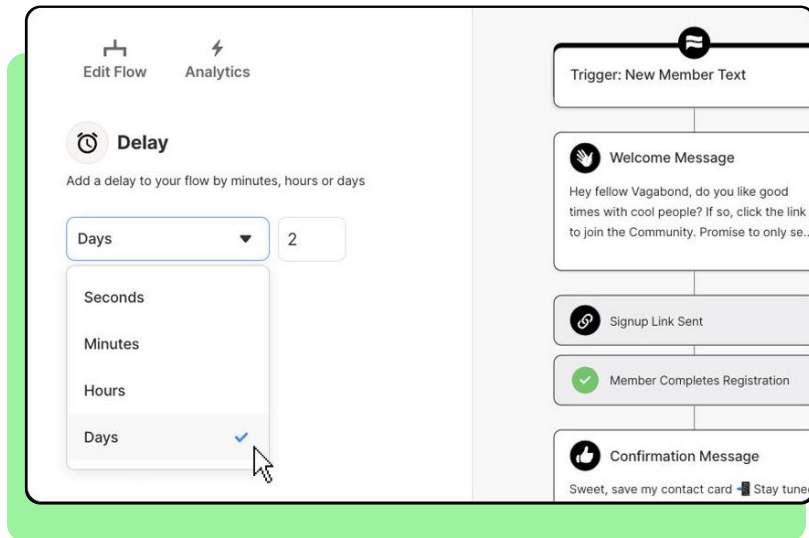 Edit Flow
Analytics
Delay
Add a delay to your flow by minutes, hours or days
Days
2
Seconds
Minutes
Hours
Days
Trigger: New Member Text
Welcome Message
Hey fellow Vagabond, do you like good
times with cool people? If so, click the link
to join the Community. Promise to only se..
Signup Link Sent
Member Completes Registration
Confirmation Message
Sweet, save my contact card 📲 Stay tuned